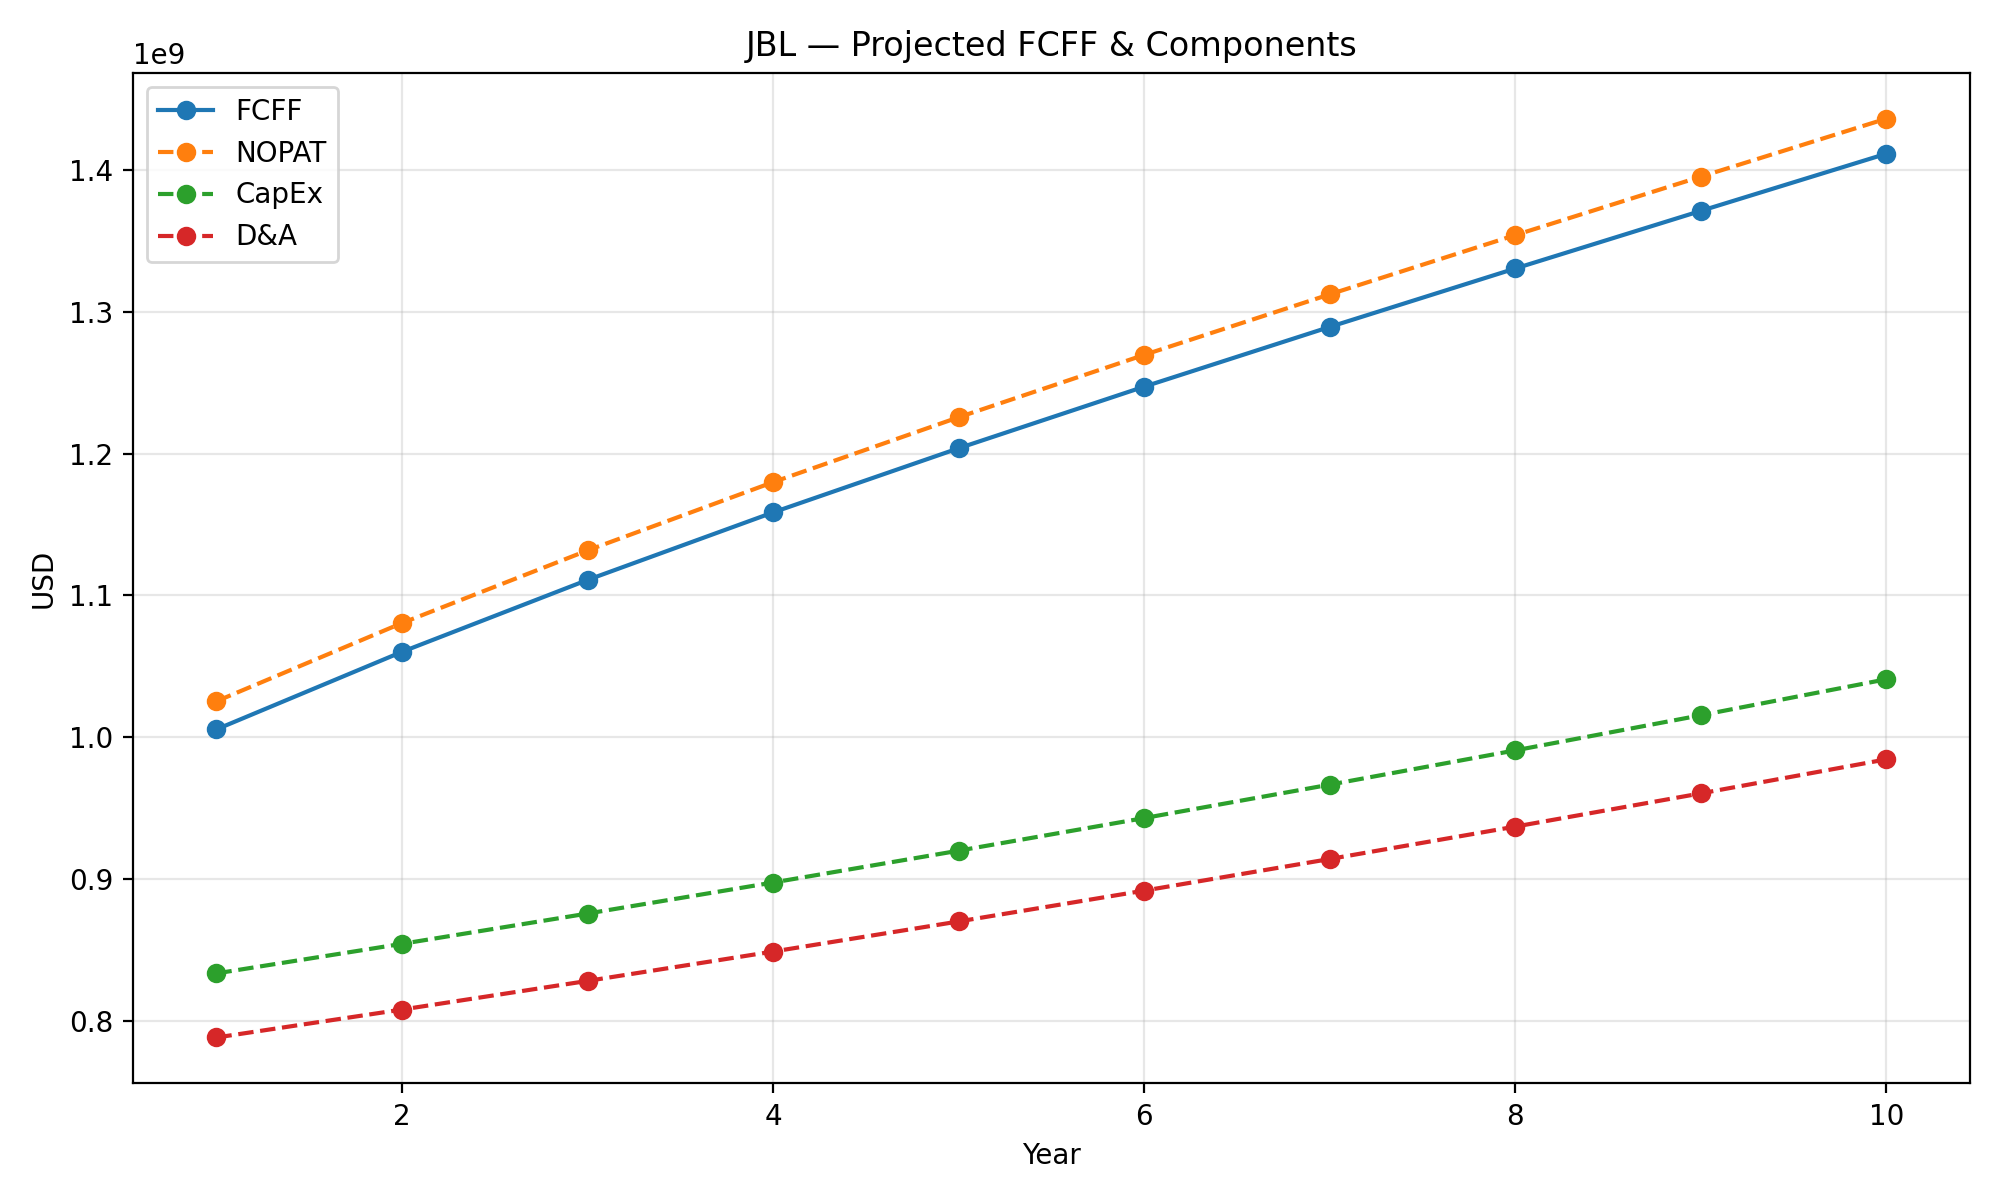 JBL — Projected FCFF & Components
1e9
FCFF
NOPAT
CapEx
D&A
1.4
1.3
1.2
1.1
1.0
0.9
0.8
USD
2 4 6 8 10
Year